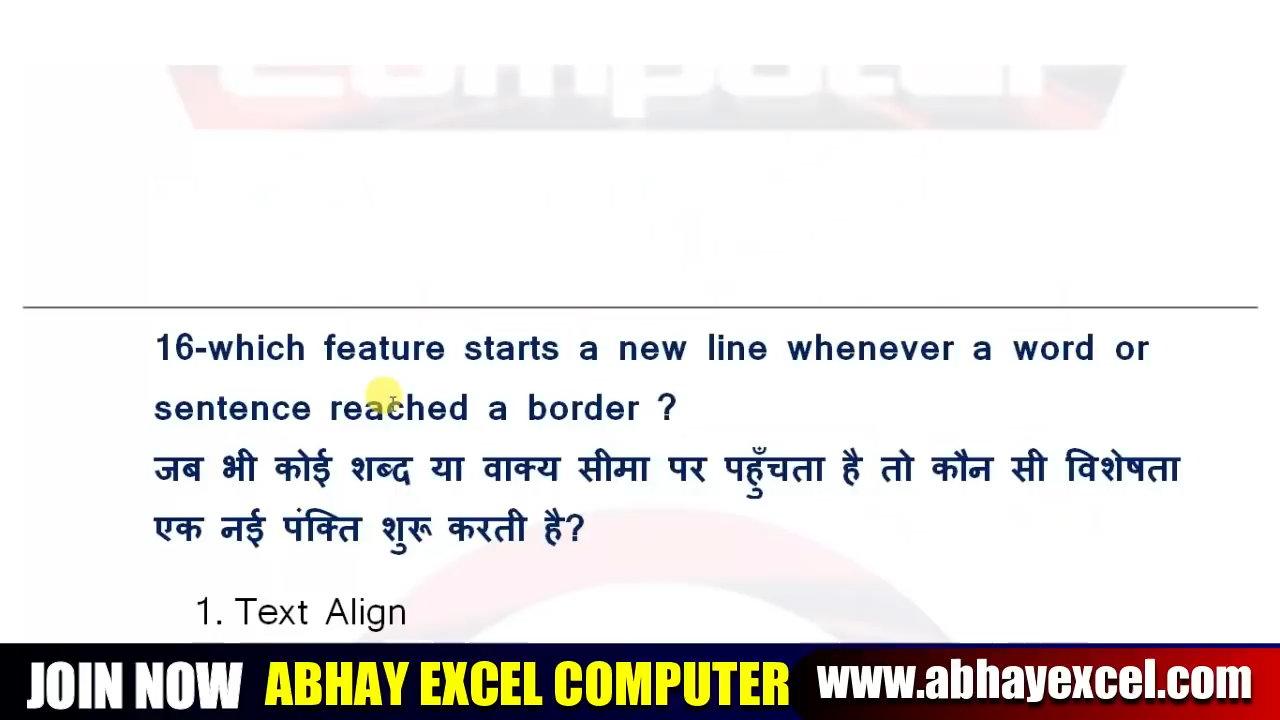 Computer
16-which feature starts a new line whenever a word or
sentence reached a border ?
जब भी कोई शब्द या वाक्य सीमा पर पहुँचता है तो कौन सी विशेषता
एक नई पंक्ति शुरू करती है?
1. Text Align
JOIN NOW ABHAY EXCEL COMPUTER www.abhayexcel.com